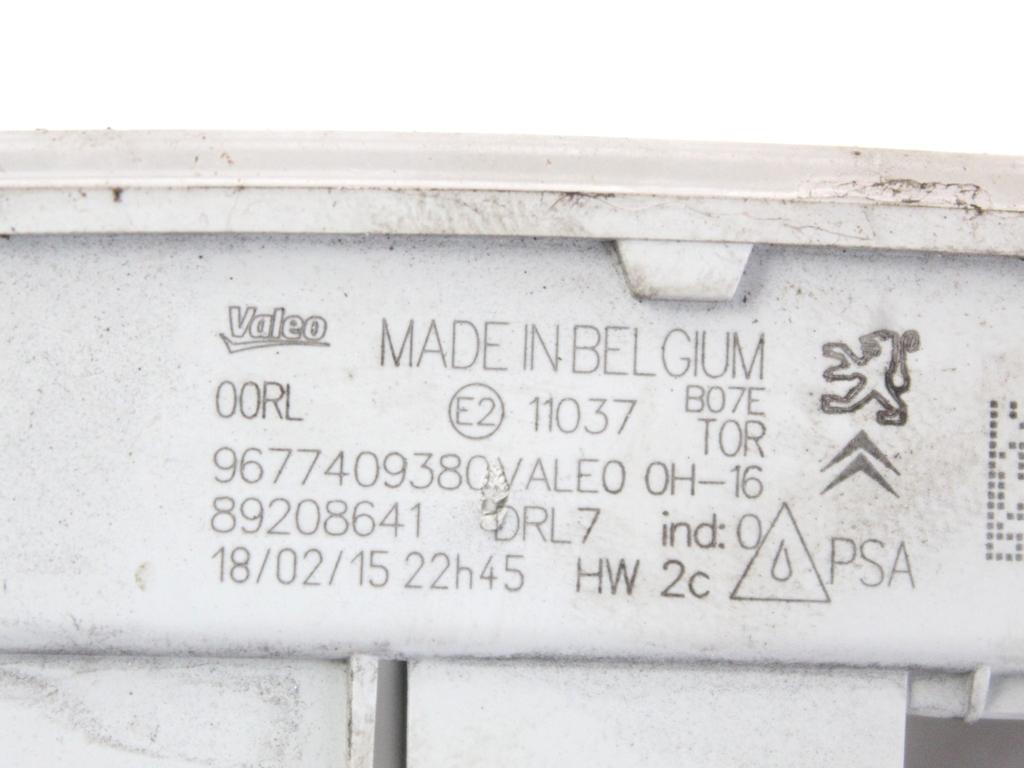 Valeo MADE IN BELGIUM
00RL E2 11037 B07E
TOR
9677409380 VALEO 0H-16
89208641 DRL7 ind: 0
18/02/15 22h45 HW 2c PSA